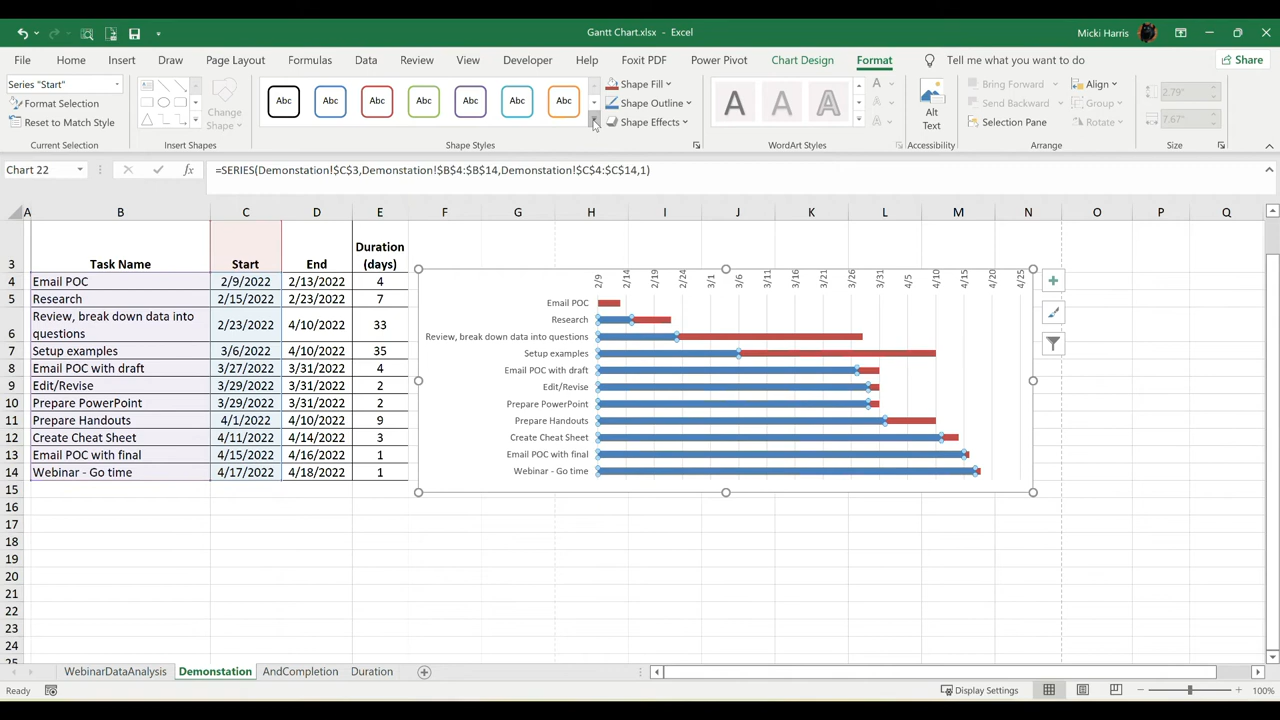 Gantt Chart.xlsx - Excel
Micki Harris
File Home Insert Draw Page Layout Formulas Data Review View Developer Help Foxit PDF Power Pivot Chart Design Format Tell me what you want to do Share
Series "Start"
Format Selection
Reset to Match Style
Current Selection
Change Shape
Insert Shapes
Abc Abc Abc Abc Abc Abc Abc
Shape Fill
Shape Outline
Shape Effects
Shape Styles
A A A
WordArt Styles
A
A
A
Alt Text
Accessibility
Bring Forward
Send Backward
Selection Pane
Align
Group
Rotate
Arrange
2.79"
7.67"
Size
Chart 22
fx
=SERIES(Demonstation!$C$3,Demonstation!$B$4:$B$14,Demonstation!$C$4:$C$14,1)
A B C D E F G H I J K L M N O P Q
3 Task Name Start End Duration (days)
4 Email POC 2/9/2022 2/13/2022 4
5 Research 2/15/2022 2/23/2022 7
6 Review, break down data into questions 2/23/2022 4/10/2022 33
7 Setup examples 3/6/2022 4/10/2022 35
8 Email POC with draft 3/27/2022 3/31/2022 4
9 Edit/Revise 3/29/2022 3/31/2022 2
10 Prepare PowerPoint 3/29/2022 3/31/2022 2
11 Prepare Handouts 4/1/2022 4/10/2022 9
12 Create Cheat Sheet 4/11/2022 4/14/2022 3
13 Email POC with final 4/15/2022 4/16/2022 1
14 Webinar - Go time 4/17/2022 4/18/2022 1
15
16
17
18
19
20
21
22
23
24
25
2/9 2/14 2/19 2/24 3/1 3/6 3/11 3/16 3/21 3/26 3/31 4/5 4/10 4/15 4/20 4/25
Email POC
Research
Review, break down data into questions
Setup examples
Email POC with draft
Edit/Revise
Prepare PowerPoint
Prepare Handouts
Create Cheat Sheet
Email POC with final
Webinar - Go time
WebinarDataAnalysis Demonstation AndCompletion Duration
Ready
Display Settings
100%